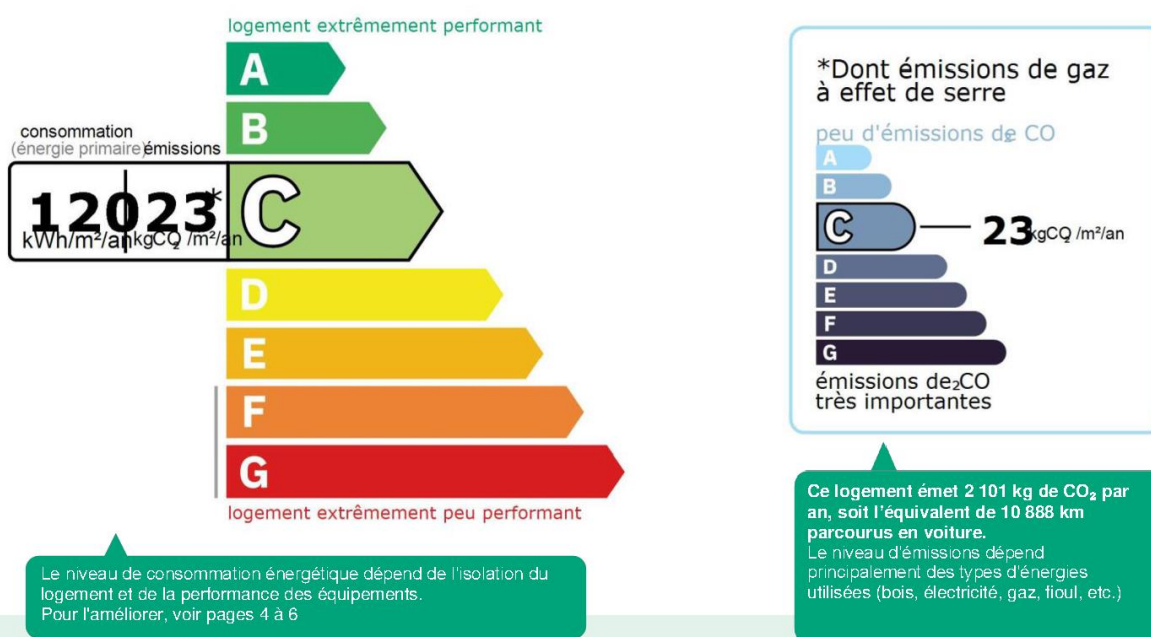 logement extrêmement performant
A
B
consommation
(énergie primaire) émissions
120 23*
kWh/m²/an kgCO₂ /m²/an
C
D
E
F
G
logement extrêmement peu performant
Le niveau de consommation énergétique dépend de l'isolation du
logement et de la performance des équipements.
Pour l'améliorer, voir pages 4 à 6
*Dont émissions de gaz
à effet de serre
peu d'émissions de CO₂
A
B
C 23 kgCO₂ /m²/an
D
E
F
G
émissions de CO₂
très importantes
Ce logement émet 2 101 kg de CO₂ par
an, soit l'équivalent de 10 888 km
parcourus en voiture.
Le niveau d'émissions dépend
principalement des types d'énergies
utilisées (bois, électricité, gaz, fioul, etc.)